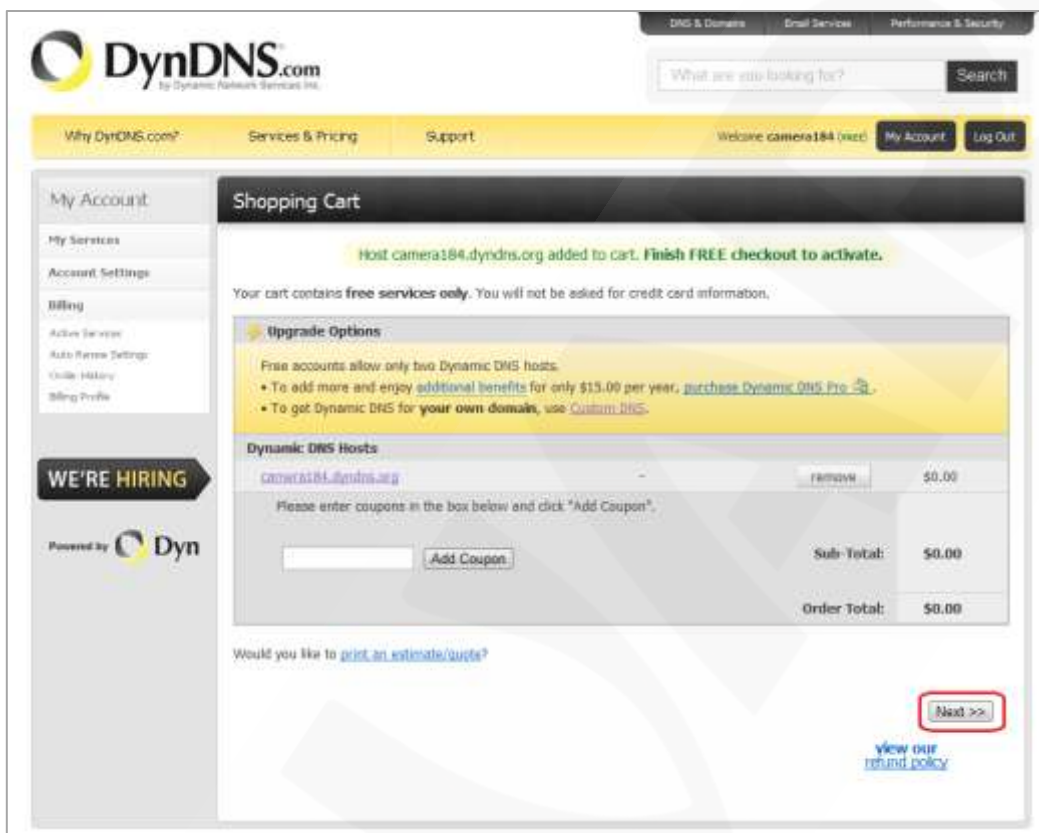 DNS & Domains Email Services Performance & Security
DynDNS.com
by Dynamic Network Services Inc.
What are you looking for? Search
Why DynDNS.com? Services & Pricing Support Welcome camera184 My Account Log Out
My Account
My Services
Account Settings
Billing
Active Services
Auto Renew Settings
Order History
Billing Profile
WE'RE HIRING
Powered by Dyn
Shopping Cart
Host camera184.dyndns.org added to cart. Finish FREE checkout to activate.
Your cart contains free services only. You will not be asked for credit card information.
Upgrade Options
Free accounts allow only two Dynamic DNS hosts.
• To add more and enjoy additional benefits for only $15.00 per year, purchase Dynamic DNS Pro.
• To get Dynamic DNS for your own domain, use Custom DNS.
Dynamic DNS Hosts
camera184.dyndns.org - remove $0.00
Please enter coupons in the box below and click "Add Coupon".
Add Coupon
Sub-Total: $0.00
Order Total: $0.00
Would you like to print an estimate/quote?
Next >>
view our
refund policy